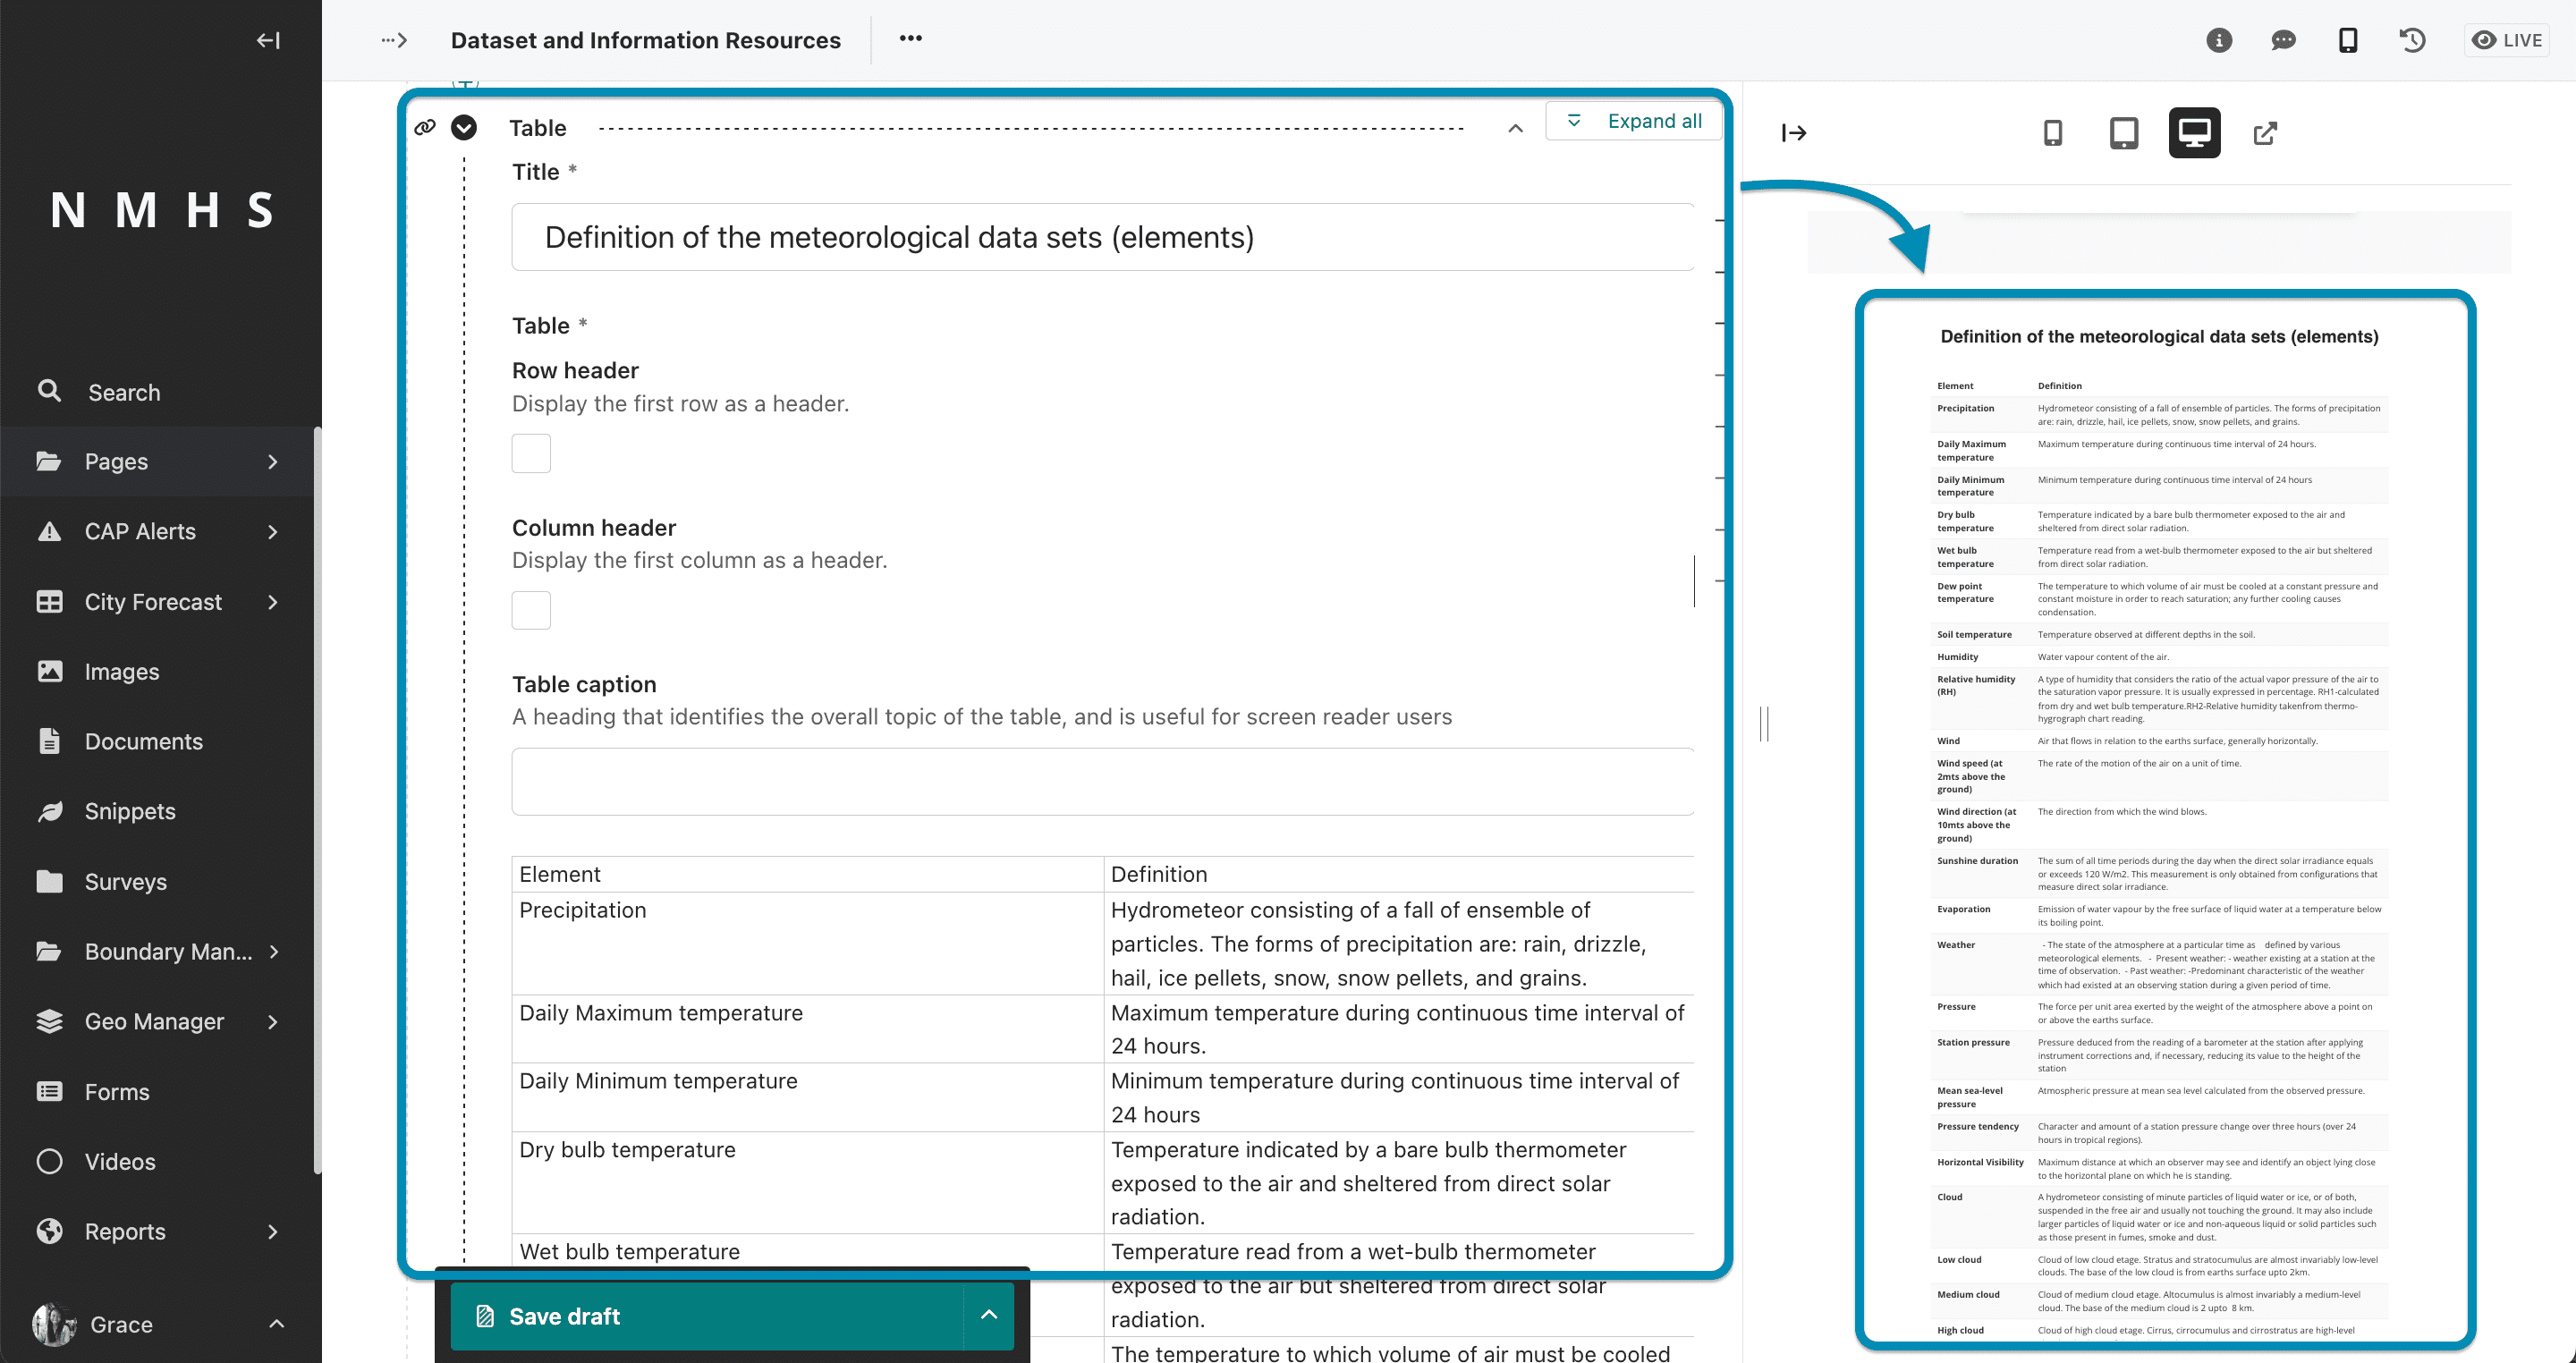 Dataset and Information Resources
LIVE
NMHS
Search
Pages
CAP Alerts
City Forecast
Images
Documents
Snippets
Surveys
Boundary Man...
Geo Manager
Forms
Videos
Reports
Grace
Table
Expand all
Title *
Definition of the meteorological data sets (elements)
Table *
Row header
Display the first row as a header.
Column header
Display the first column as a header.
Table caption
A heading that identifies the overall topic of the table, and is useful for screen reader users
Element
Definition
Precipitation
Hydrometeor consisting of a fall of ensemble of
particles. The forms of precipitation are: rain, drizzle,
hail, ice pellets, snow, snow pellets, and grains.
Daily Maximum temperature
Maximum temperature during continuous time interval of
24 hours.
Daily Minimum temperature
Minimum temperature during continuous time interval of
24 hours
Dry bulb temperature
Temperature indicated by a bare bulb thermometer
exposed to the air and sheltered from direct solar
radiation.
Wet bulb temperature
Temperature read from a wet-bulb thermometer
exposed to the air but sheltered from direct solar
radiation.
The temperature to which volume of air must be cooled
Save draft
Definition of the meteorological data sets (elements)
Element
Definition
Precipitation
Hydrometeor consisting of a fall of ensemble of particles. The forms of precipitation
are: rain, drizzle, hail, ice pellets, snow, snow pellets, and grains.
Daily Maximum
temperature
Maximum temperature during continuous time interval of 24 hours.
Daily Minimum
temperature
Minimum temperature during continuous time interval of 24 hours
Dry bulb
temperature
Temperature indicated by a bare bulb thermometer exposed to the air and
sheltered from direct solar radiation.
Wet bulb
temperature
Temperature read from a wet-bulb thermometer exposed to the air but sheltered
from direct solar radiation.
Dew point
temperature
The temperature to which volume of air must be cooled at a constant pressure and
constant moisture in order to reach saturation; any further cooling causes
condensation.
Soil temperature
Temperature observed at different depths in the soil.
Humidity
Water vapour content of the air.
Relative humidity
(RH)
A type of humidity that considers the ratio of the actual vapor pressure of the air to
the saturation vapor pressure. It is usually expressed in percentage. RH1-calculated
from dry and wet bulb temperature.RH2-Relative humidity takenfrom thermo-
hygrograph chart reading.
Wind
Air that flows in relation to the earths surface, generally horizontally.
Wind speed (at
2mts above the
ground)
The rate of the motion of the air on a unit of time.
Wind direction (at
10mts above the
ground)
The direction from which the wind blows.
Sunshine duration
The sum of all time periods during the day when the direct solar irradiance equals
or exceeds 120 W/m2. This measurement is only obtained from configurations that
measure direct solar irradiance.
Evaporation
Emission of water vapour by the free surface of liquid water at a temperature below
its boiling point.
Weather
- The state of the atmosphere at a particular time as defined by various
meteorological elements. - Present weather: - weather existing at a station at the
time of observation. - Past weather: -Predominant characteristic of the weather
which had existed at an observing station during a given period of time.
Pressure
The force per unit area exerted by the weight of the atmosphere above a point on
or above the earths surface.
Station pressure
Pressure deduced from the reading of a barometer at the station after applying
instrument corrections and, if necessary, reducing its value to the height of the
station
Mean sea-level
pressure
Atmospheric pressure at mean sea level calculated from the observed pressure.
Pressure tendency
Character and amount of a station pressure change over three hours (over 24
hours in tropical regions).
Horizontal Visibility
Maximum distance at which an observer may see and identify an object lying close
to the horizontal plane on which he is standing.
Cloud
A hydrometeor consisting of minute particles of liquid water or ice, or of both,
suspended in the free air and usually not touching the ground. It may also include
larger particles of liquid water or ice and non-aqueous liquid or solid particles such
as those present in fumes, smoke and dust.
Low cloud
Cloud of low cloud etage. Stratus and stratocumulus are almost invariably low-level
clouds. The base of the low cloud is from earths surface upto 2km.
Medium cloud
Cloud of medium cloud etage. Altocumulus is almost invariably a medium-level
cloud. The base of the medium cloud is 2 upto 8 km.
High cloud
Cloud of high cloud etage. Cirrus, cirrocumulus and cirrostratus are high-level